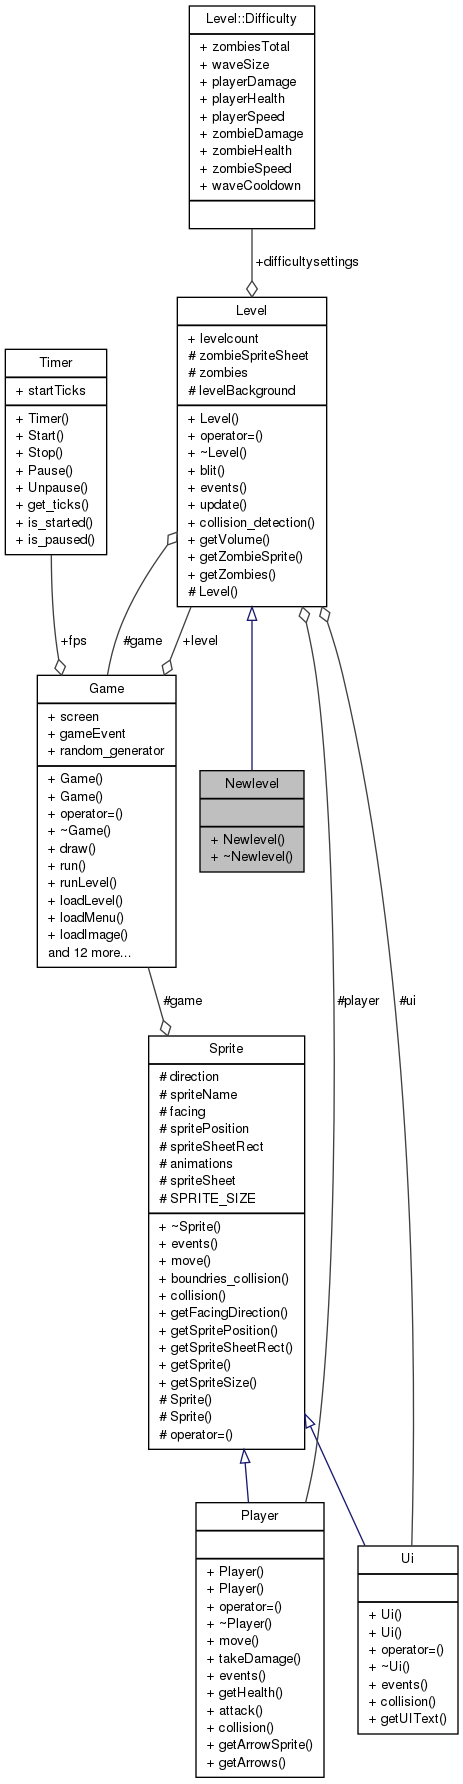 Level::Difficulty
+ zombiesTotal
+ waveSize
+ playerDamage
+ playerHealth
+ playerSpeed
+ zombieDamage
+ zombieHealth
+ zombieSpeed
+ waveCooldown
+difficultysettings
Level
+ levelcount
# zombieSpriteSheet
# zombies
# levelBackground
+ Level()
+ operator=()
+ ~Level()
+ blit()
+ events()
+ update()
+ collision_detection()
+ getVolume()
+ getZombieSprite()
+ getZombies()
# Level()
Timer
+ startTicks
+ Timer()
+ Start()
+ Stop()
+ Pause()
+ Unpause()
+ get_ticks()
+ is_started()
+ is_paused()
+fps
#game
+level
Game
+ screen
+ gameEvent
+ random_generator
+ Game()
+ Game()
+ operator=()
+ ~Game()
+ draw()
+ run()
+ runLevel()
+ loadLevel()
+ loadMenu()
+ loadImage()
and 12 more...
Newlevel
+ Newlevel()
+ ~Newlevel()
#game
#player
#ui
Sprite
# direction
# spriteName
# facing
# spritePosition
# spriteSheetRect
# animations
# spriteSheet
# SPRITE_SIZE
+ ~Sprite()
+ events()
+ move()
+ boundries_collision()
+ collision()
+ getFacingDirection()
+ getSpritePosition()
+ getSpriteSheetRect()
+ getSprite()
+ getSpriteSize()
# Sprite()
# Sprite()
# operator=()
Player
+ Player()
+ Player()
+ operator=()
+ ~Player()
+ move()
+ takeDamage()
+ events()
+ getHealth()
+ attack()
+ collision()
+ getArrowSprite()
+ getArrows()
Ui
+ Ui()
+ Ui()
+ operator=()
+ ~Ui()
+ events()
+ collision()
+ getUIText()